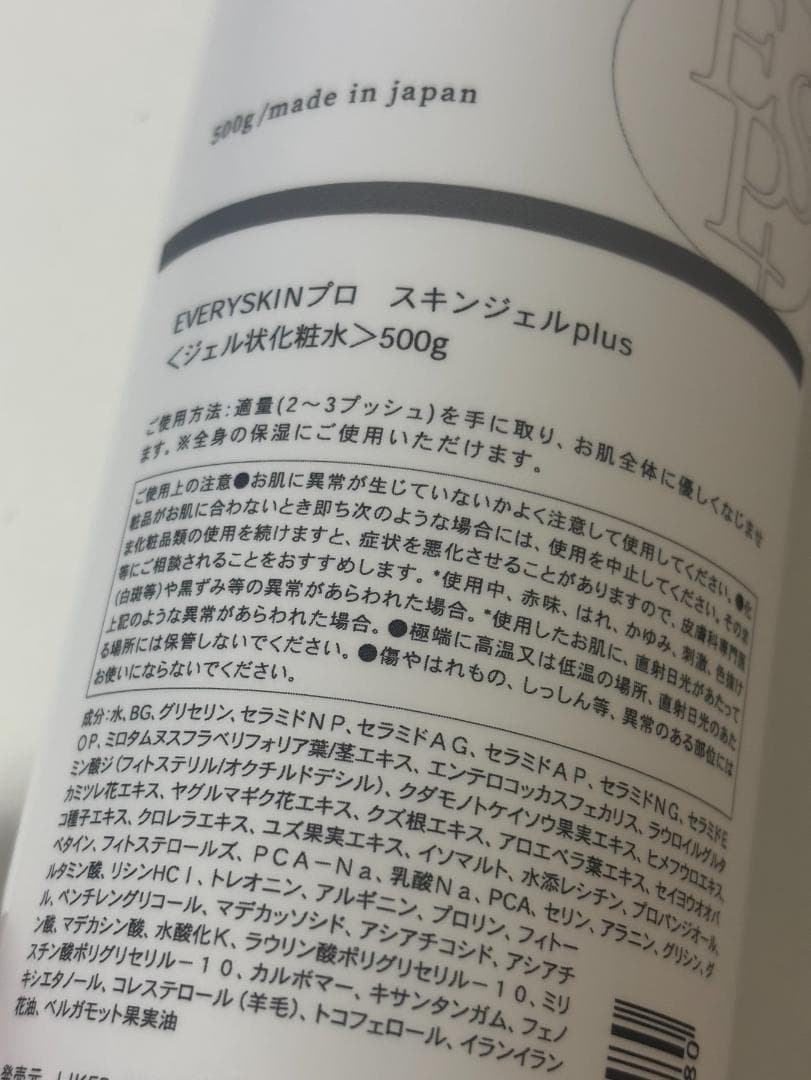 500g/made in japan
EVERYSKINプロ　スキンジェルplus
＜ジェル状化粧水＞500g
ご使用方法:適量(2～3プッシュ)を手に取り、お肌全体に優しくなじませ
ます。※全身の保湿にご使用いただけます。
ご使用上の注意●お肌に異常が生じていないかよく注意して使用してください。●化
粧品がお肌に合わないとき即ち次のような場合には、使用を中止してください。そのま
ま化粧品類の使用を続けますと、症状を悪化させることがありますので、皮膚科専門医
等にご相談されることをおすすめします。*使用中、赤味、はれ、かゆみ、刺激、色抜け
(白斑等)や黒ずみ等の異常があらわれた場合。*使用したお肌に、直射日光があたって
上記のような異常があらわれた場合。●極端に高温又は低温の場所、直射日光のあた
る場所には保管しないでください。●傷やはれもの、しっしん等、異常のある部位には
お使いにならないでください。
成分:水、BG、グリセリン、セラミドNP、セラミドAG、セラミドAP、セラミドNG、セラミドE
OP、ミロタムヌスフラベリフォリア葉/茎エキス、エンテロコッカスフェカリス、ラウロイルグルタ
ミン酸ジ(フィトステリル/オクチルドデシル)、クダモノトケイソウ果実エキス、ヒメフウロエキス、
カミツレ花エキス、ヤグルマギク花エキス、クズ根エキス、アロエベラ葉エキス、セイヨウオオバ
コ種子エキス、クロレラエキス、ユズ果実エキス、イソマルト、水添レシチン、プロパンジオール、
ベタイン、フィトステロールズ、PCA-Na、乳酸Na、PCA、セリン、アラニン、グリシン、グ
ルタミン酸、リシンHCl、トレオニン、アルギニン、プロリン、フィトー
ル、ペンチレングリコール、マデカッソシド、アシアチコシド、アシアチ
ン酸、マデカシン酸、水酸化K、ラウリン酸ポリグリセリル-10、ミリ
スチン酸ポリグリセリル-10、カルボマー、キサンタンガム、フェノ
キシエタノール、コレステロール(羊毛)、トコフェロール、イランイラン
花油、ベルガモット果実油
発売元